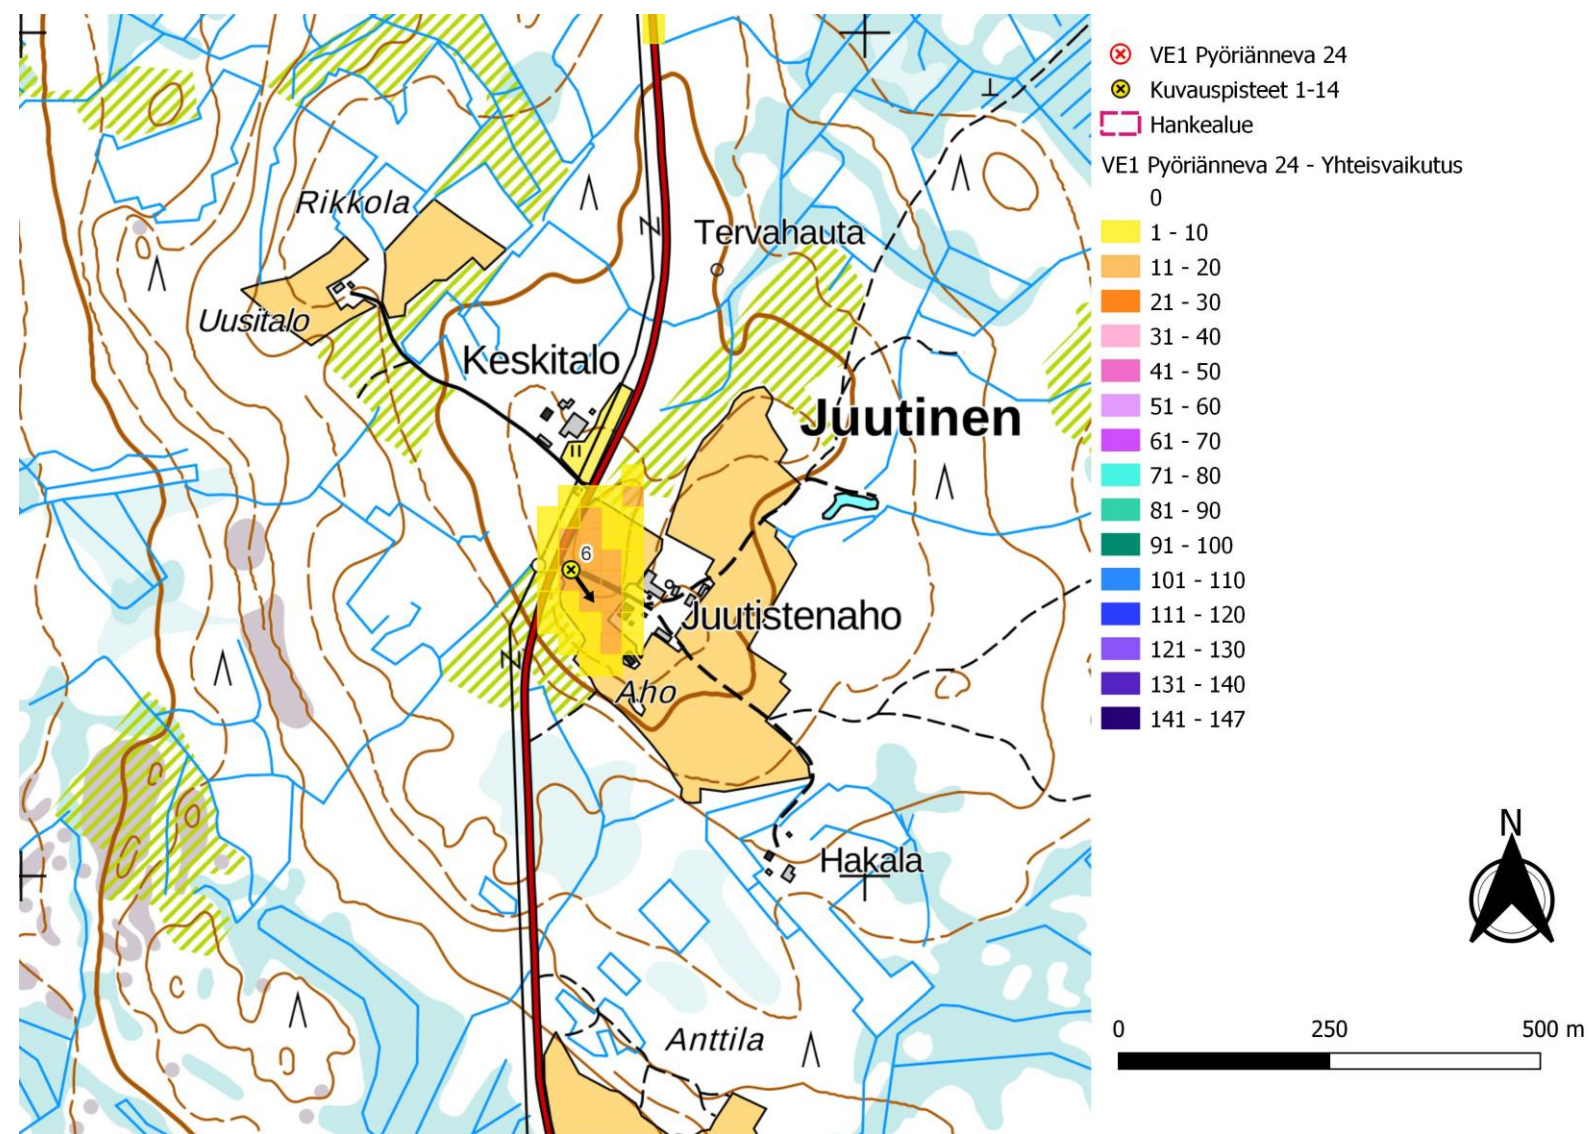 Rikkola
Tervahauta
Uusitalo
Keskitalo
Juutinen
6
Juutistenaho
Aho
Hakala
Anttila
VE1 Pyöriänneva 24
Kuvauspisteet 1-14
Hankealue
VE1 Pyöriänneva 24 - Yhteisvaikutus
0
1 - 10
11 - 20
21 - 30
31 - 40
41 - 50
51 - 60
61 - 70
71 - 80
81 - 90
91 - 100
101 - 110
111 - 120
121 - 130
131 - 140
141 - 147
N
0 250 500 m